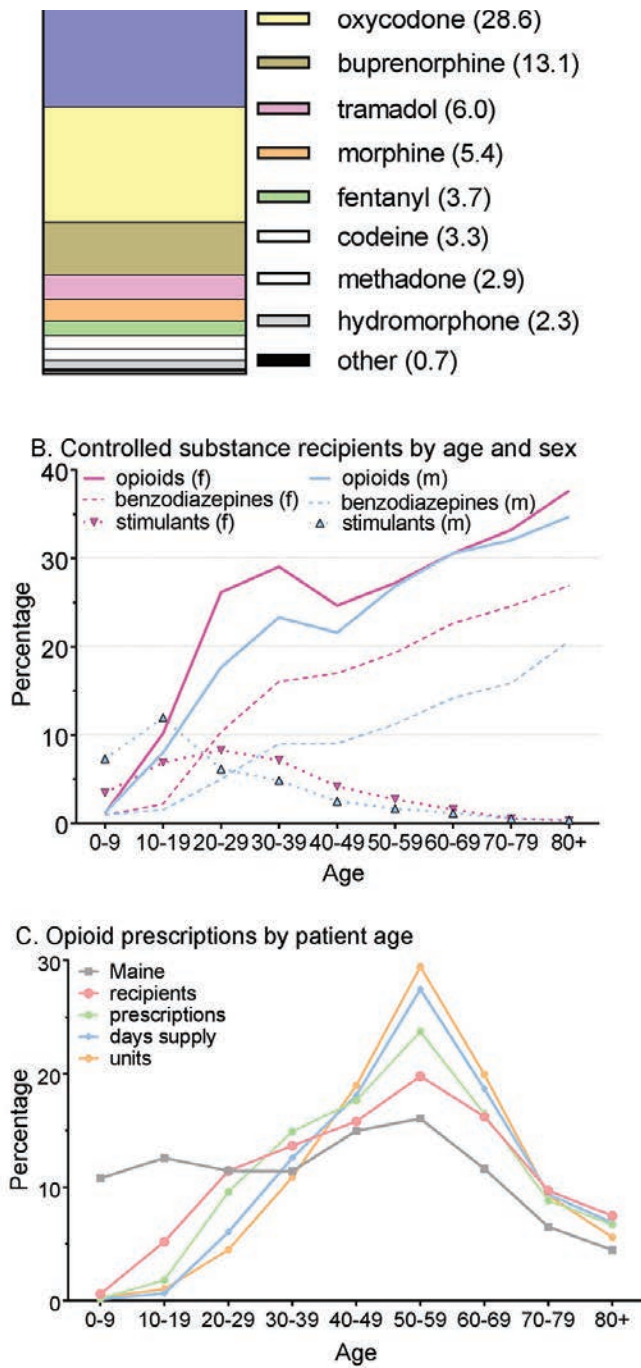 oxycodone (28.6)
buprenorphine (13.1)
tramadol (6.0)
morphine (5.4)
fentanyl (3.7)
codeine (3.3)
methadone (2.9)
hydromorphone (2.3)
other (0.7)
B. Controlled substance recipients by age and sex
40
opioids (f) opioids (m)
benzodiazepines (f) benzodiazepines (m)
stimulants (f) stimulants (m)
30
20
10
0
Percentage
0-9 10-19 20-29 30-39 40-49 50-59 60-69 70-79 80+
Age
C. Opioid prescriptions by patient age
30
Maine
recipients
prescriptions
days supply
units
20
10
0
Percentage
0-9 10-19 20-29 30-39 40-49 50-59 60-69 70-79 80+
Age